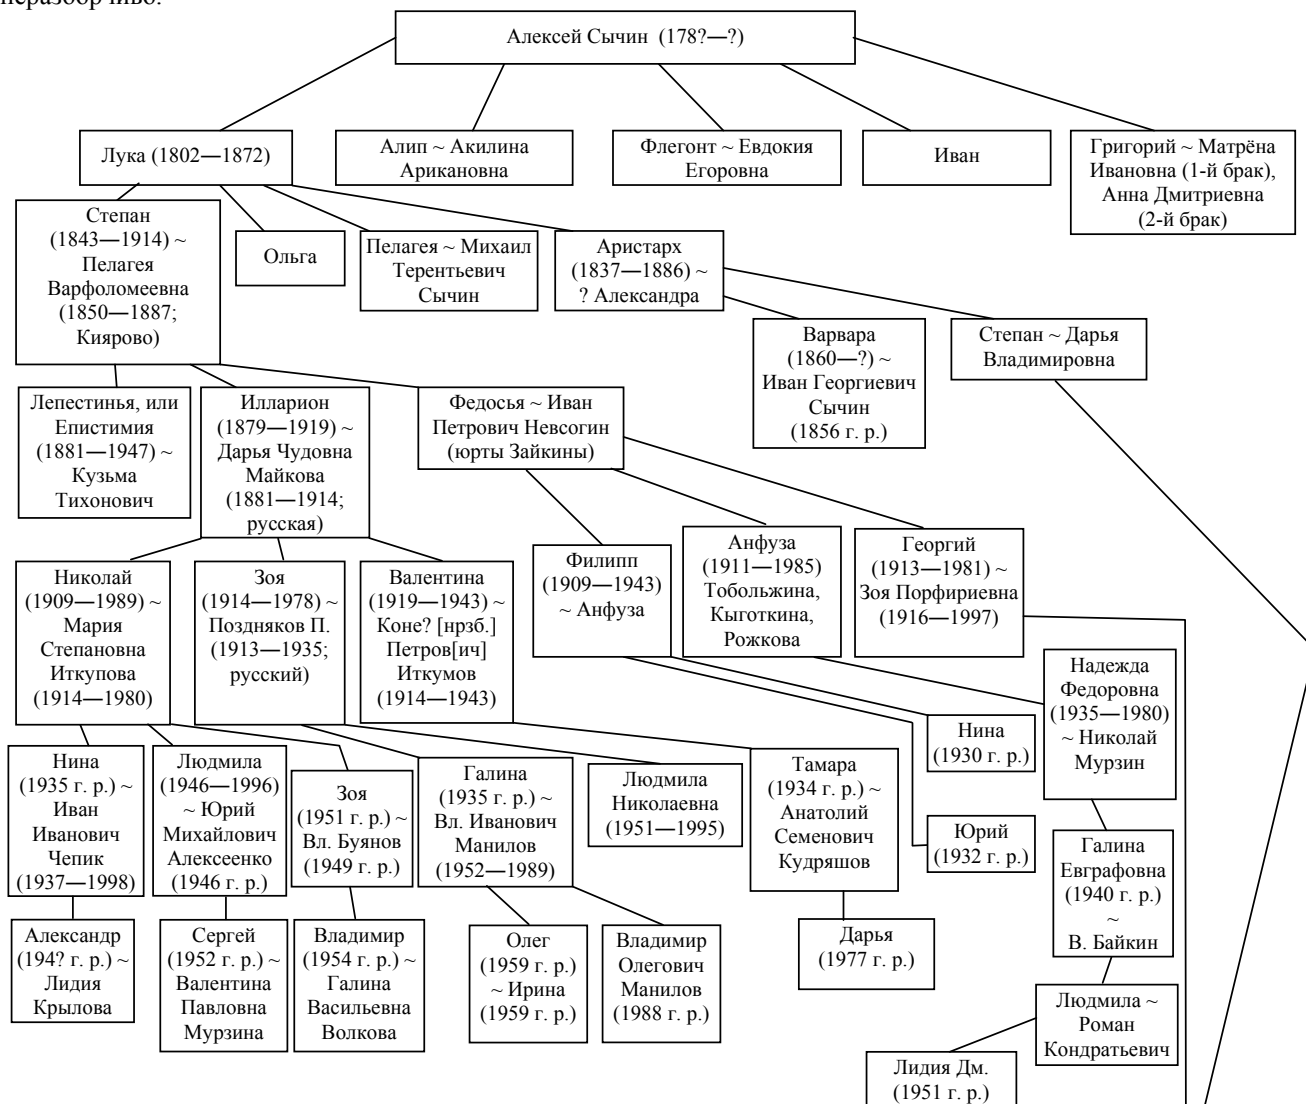 неразборчиво.
Алексей Сычин (178?—?)
Лука (1802—1872)
Алип ~ Акилина
Арикановна
Флегонт ~ Евдокия
Егоровна
Иван
Григорий ~ Матрёна
Ивановна (1-й брак),
Анна Дмитриевна
(2-й брак)
Степан
(1843—1914) ~
Пелагея
Варфоломеевна
(1850—1887;
Киярово)
Ольга
Пелагея ~ Михаил
Терентьевич
Сычин
Аристарх
(1837—1886) ~
? Александра
Варвара
(1860—?) ~
Иван Георгиевич
Сычин
(1856 г. р.)
Степан ~ Дарья
Владимировна
Лепестинья, или
Епистимия
(1881—1947) ~
Кузьма
Тихонович
Илларион
(1879—1919) ~
Дарья Чудовна
Майкова
(1881—1914;
русская)
Федосья ~ Иван
Петрович Невсогин
(юрты Зайкины)
Николай
(1909—1989) ~
Мария
Степановна
Иткупова
(1914—1980)
Зоя
(1914—1978) ~
Поздняков П.
(1913—1935;
русский)
Валентина
(1919—1943) ~
Коне? [нрзб.]
Петров[ич]
Иткумов
(1914—1943)
Филипп
(1909—1943)
~ Анфуза
Анфуза
(1911—1985)
Тобольжина,
Кыготкина,
Рожкова
Георгий
(1913—1981) ~
Зоя Порфириевна
(1916—1997)
Надежда
Федоровна
(1935—1980)
~ Николай
Мурзин
Нина
(1935 г. р.) ~
Иван
Иванович
Чепик
(1937—1998)
Людмила
(1946—1996)
~ Юрий
Михайлович
Алексеенко
(1946 г. р.)
Зоя
(1951 г. р.) ~
Вл. Буянов
(1949 г. р.)
Галина
(1935 г. р.) ~
Вл. Иванович
Манилов
(1952—1989)
Людмила
Николаевна
(1951—1995)
Тамара
(1934 г. р.) ~
Анатолий
Семенович
Кудряшов
Нина
(1930 г. р.)
Юрий
(1932 г. р.)
Галина
Евграфовна
(1940 г. р.)
~
В. Байкин
Александр
(194? г. р.) ~
Лидия
Крылова
Сергей
(1952 г. р.) ~
Валентина
Павловна
Мурзина
Владимир
(1954 г. р.) ~
Галина
Васильевна
Волкова
Олег
(1959 г. р.)
~ Ирина
(1959 г. р.)
Владимир
Олегович
Манилов
(1988 г. р.)
Дарья
(1977 г. р.)
Людмила ~
Роман
Кондратьевич
Лидия Дм.
(1951 г. р.)